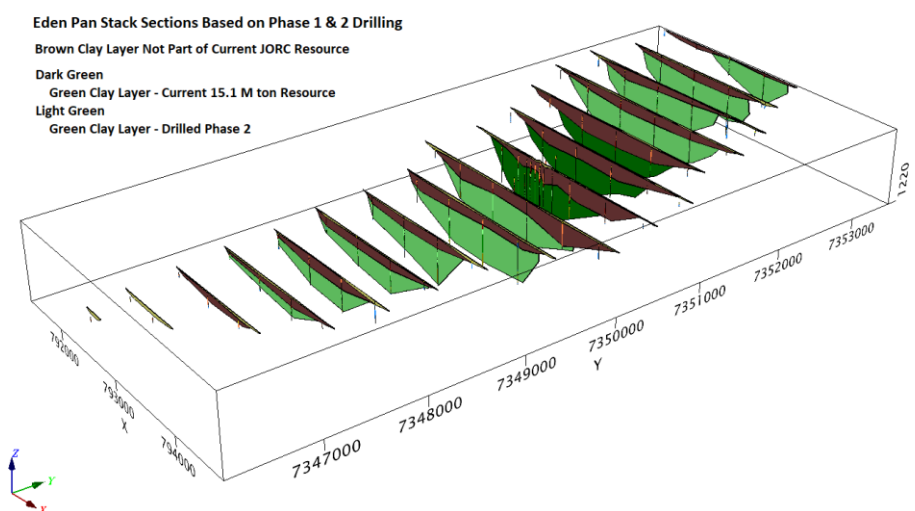 Eden Pan Stack Sections Based on Phase 1 & 2 Drilling
Brown Clay Layer Not Part of Current JORC Resource
Dark Green
Green Clay Layer - Current 15.1 M ton Resource
Light Green
Green Clay Layer - Drilled Phase 2
1220
7353000
7352000
7351000
7350000
7349000
Y
7348000
7347000
792000
793000
X
794000
Z
Y
X